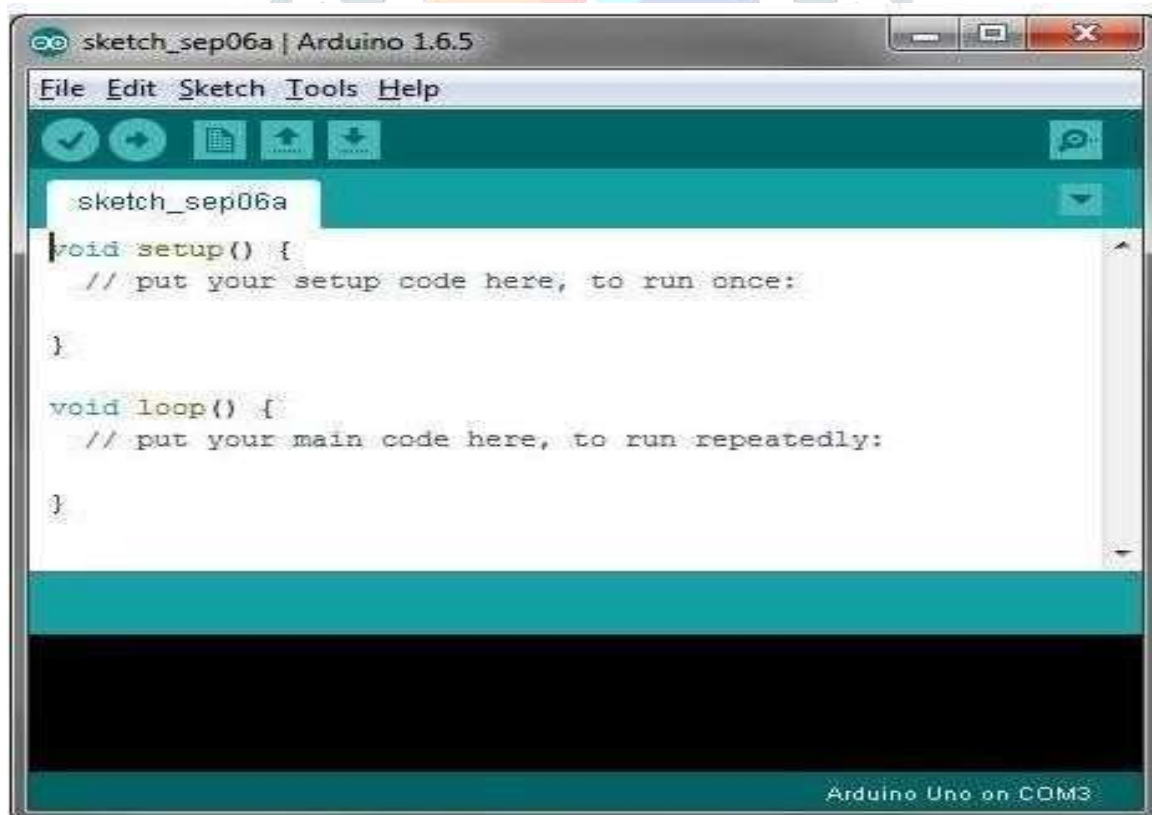 sketch_sep06a | Arduino 1.6.5
File Edit Sketch Tools Help
sketch_sep06a
void setup() {
  // put your setup code here, to run once:
}
void loop() {
  // put your main code here, to run repeatedly:
}
Arduino Uno on COM3